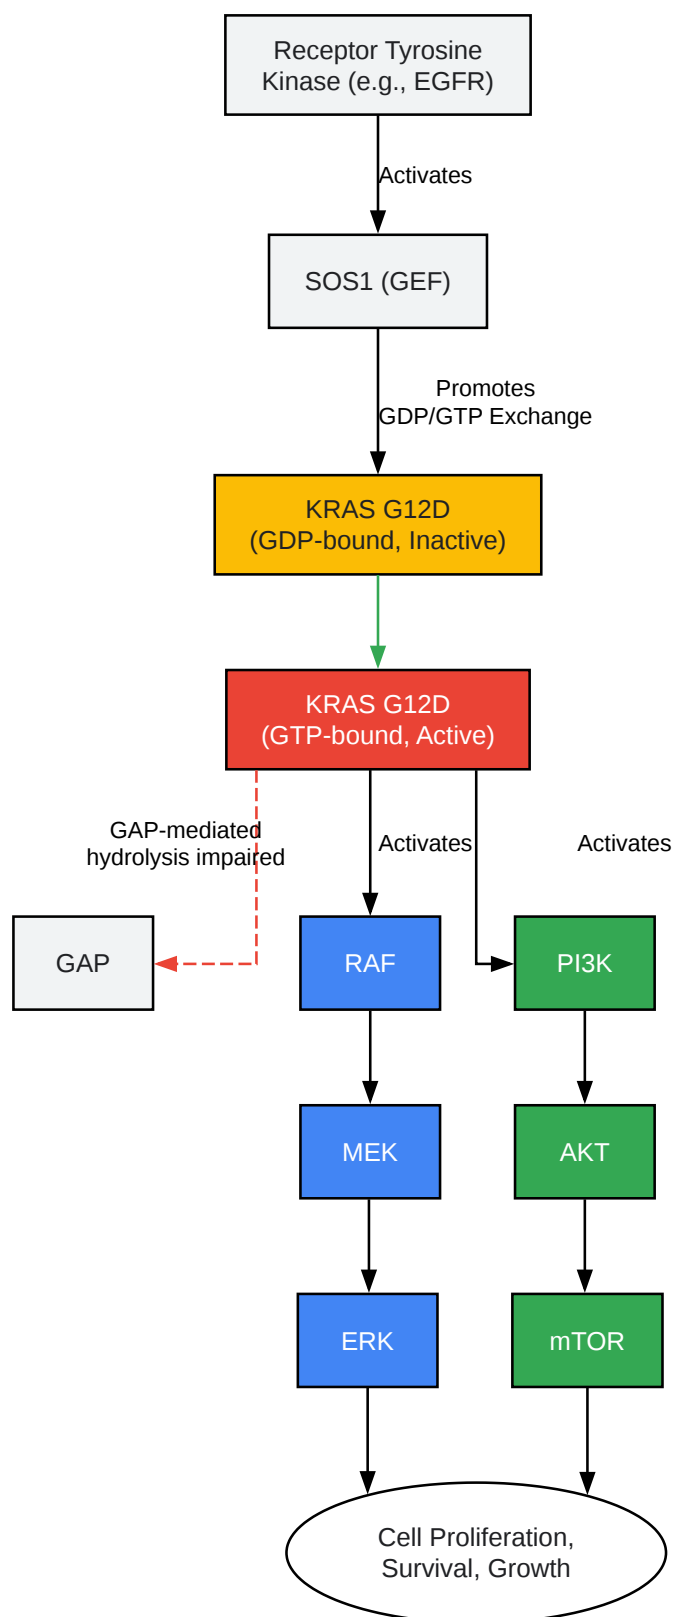 Receptor Tyrosine
Kinase (e.g., EGFR)
Activates
SOS1 (GEF)
Promotes
GDP/GTP Exchange
KRAS G12D
(GDP-bound, Inactive)
KRAS G12D
(GTP-bound, Active)
GAP-mediated
hydrolysis impaired
Activates
Activates
GAP
RAF
PI3K
MEK
AKT
ERK
mTOR
Cell Proliferation,
Survival, Growth